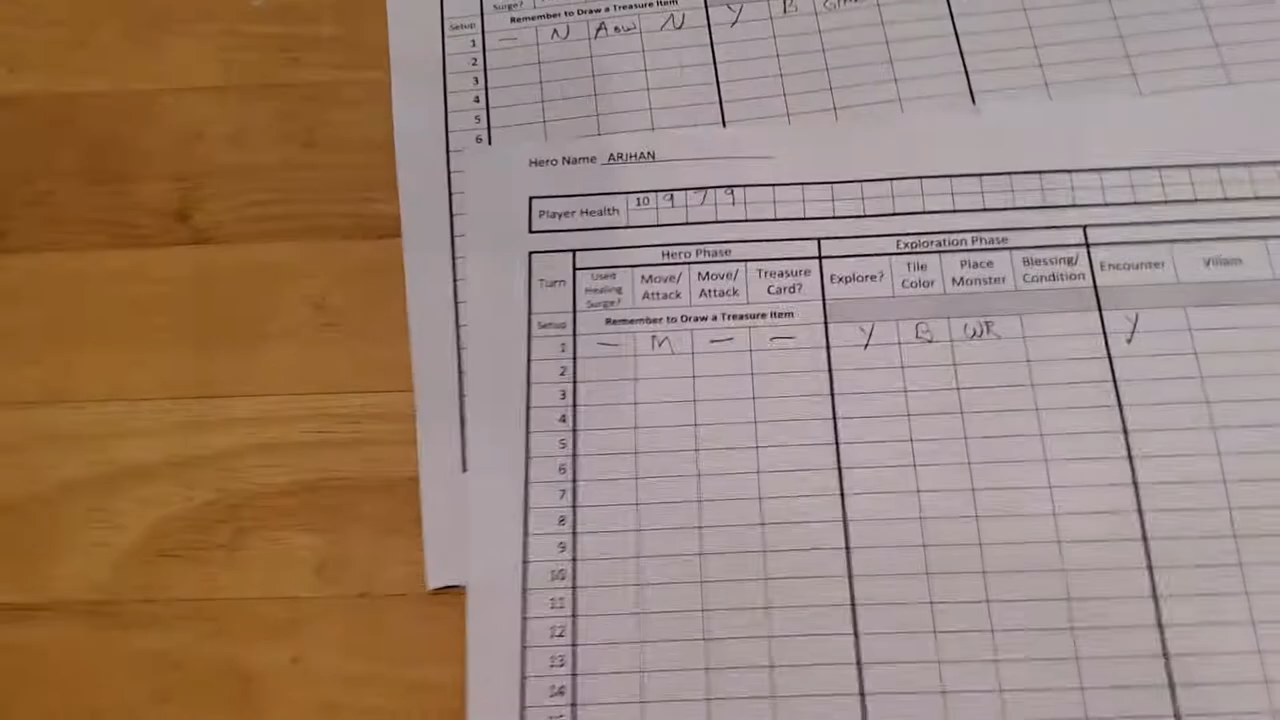 Surge?
Setup Remember to Draw a Treasure Item
1 — N N Y B
2
3
4
5
6
Hero Name ARJHAN
Player Health 10 9 7 9
Hero Phase Exploration Phase
Turn Used Healing Surge? Move/ Attack Move/ Attack Treasure Card? Explore? Tile Color Place Monster Blessing/ Condition Encounter Villain
Setup Remember to Draw a Treasure Item
1 — M — — Y B WR Y
2
3
4
5
6
7
8
9
10
11
12
13
14